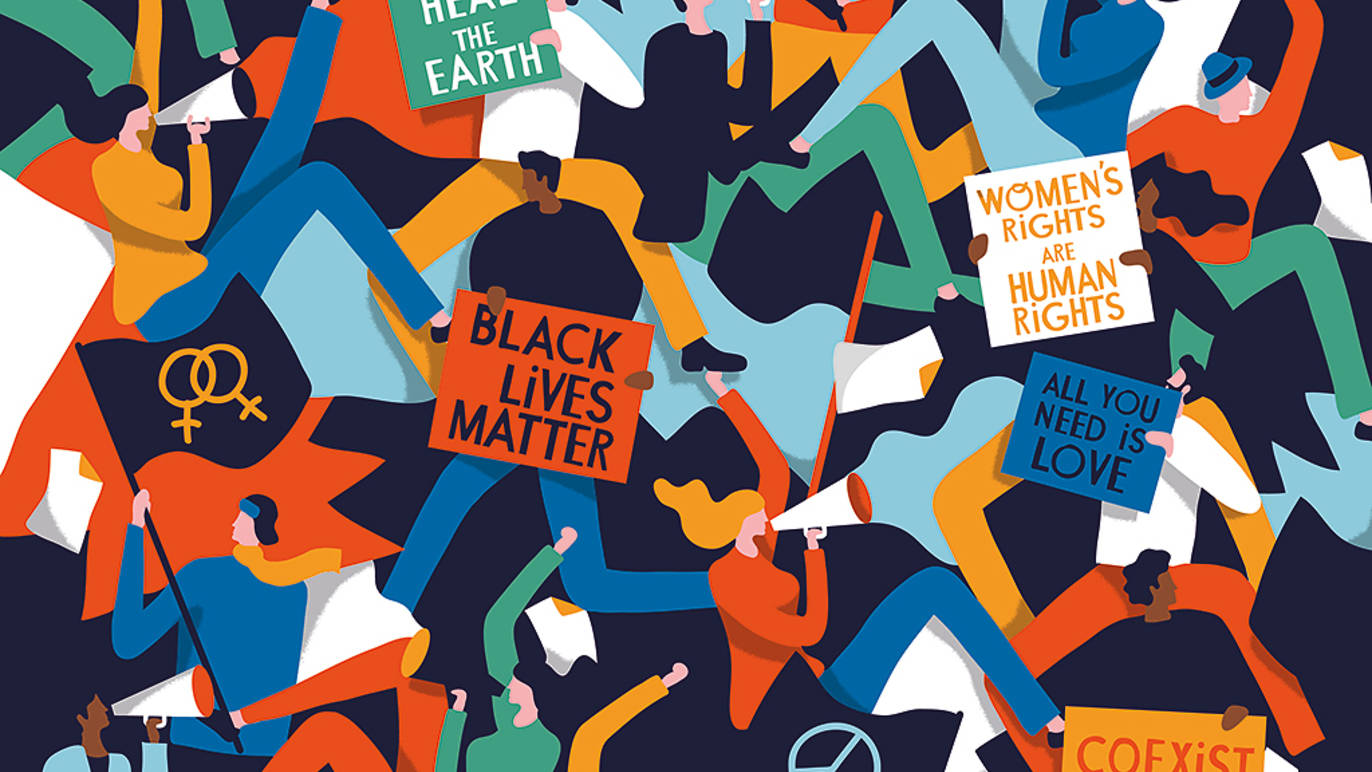 HEAL
THE
EARTH
WOMEN'S
RiGHTS
ARE
HUMAN
RiGHTS
BLACK
LiVES
MATTER
ALL YOU
NEED iS
LOVE
COEXiST